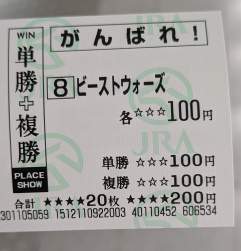 WIN
単勝+複勝
PLACE
SHOW
がんばれ!
8 ビーストウォーズ
各☆☆☆100円
JRA
単勝 ☆☆☆100円
複勝 ☆☆☆100円
合計 ★★★★20枚 ★★★★200円
301105059 1512110922003 40110452 606534